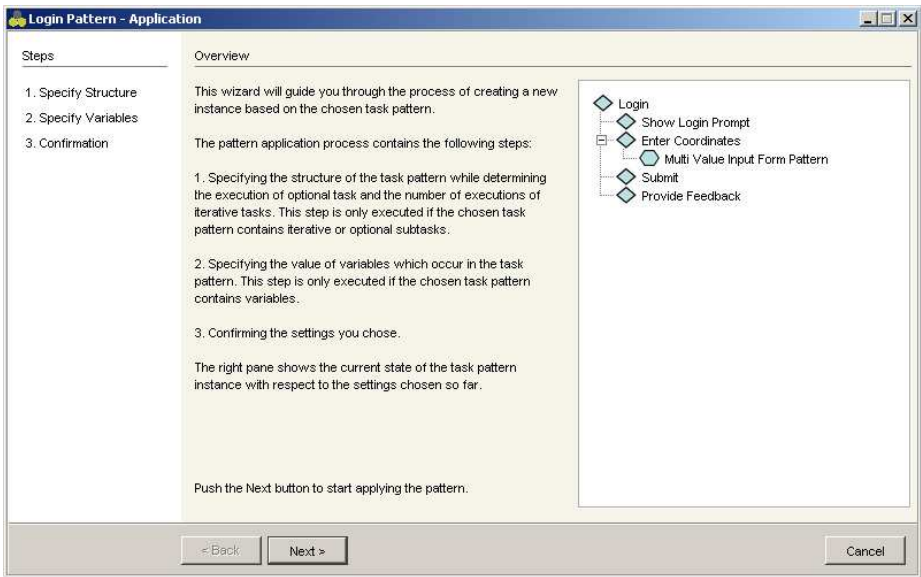 Login Pattern - Application
Steps
1. Specify Structure
2. Specify Variables
3. Confirmation
Overview
This wizard will guide you through the process of creating a new
instance based on the chosen task pattern.
The pattern application process contains the following steps:
1. Specifying the structure of the task pattern while determining
the execution of optional task and the number of executions of
iterative tasks. This step is only executed if the chosen task
pattern contains iterative or optional subtasks.
2. Specifying the value of variables which occur in the task
pattern. This step is only executed if the chosen task pattern
contains variables.
3. Confirming the settings you chose.
The right pane shows the current state of the task pattern
instance with respect to the settings chosen so far.
Push the Next button to start applying the pattern.
Login
Show Login Prompt
Enter Coordinates
Multi Value Input Form Pattern
Submit
Provide Feedback
< Back
Next >
Cancel